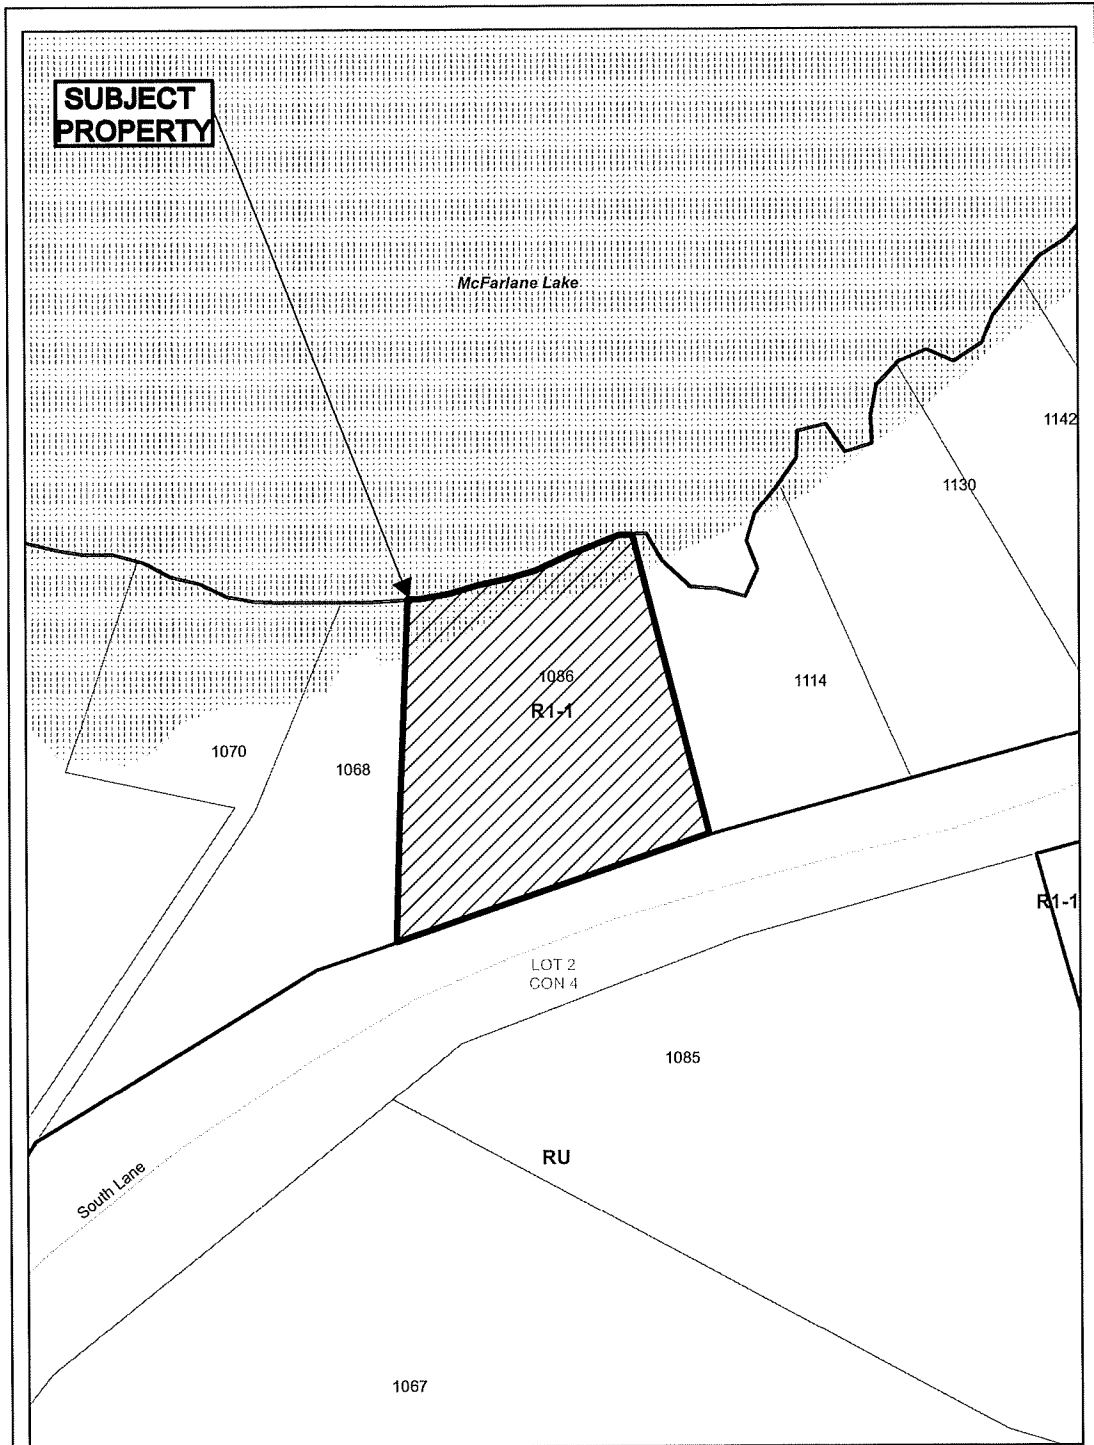 SUBJECT
PROPERTY
McFarlane Lake
1142
1130
1086
R1-1
1114
1070
1068
R1-1
LOT 2
CON 4
1085
RU
South Lane
1067